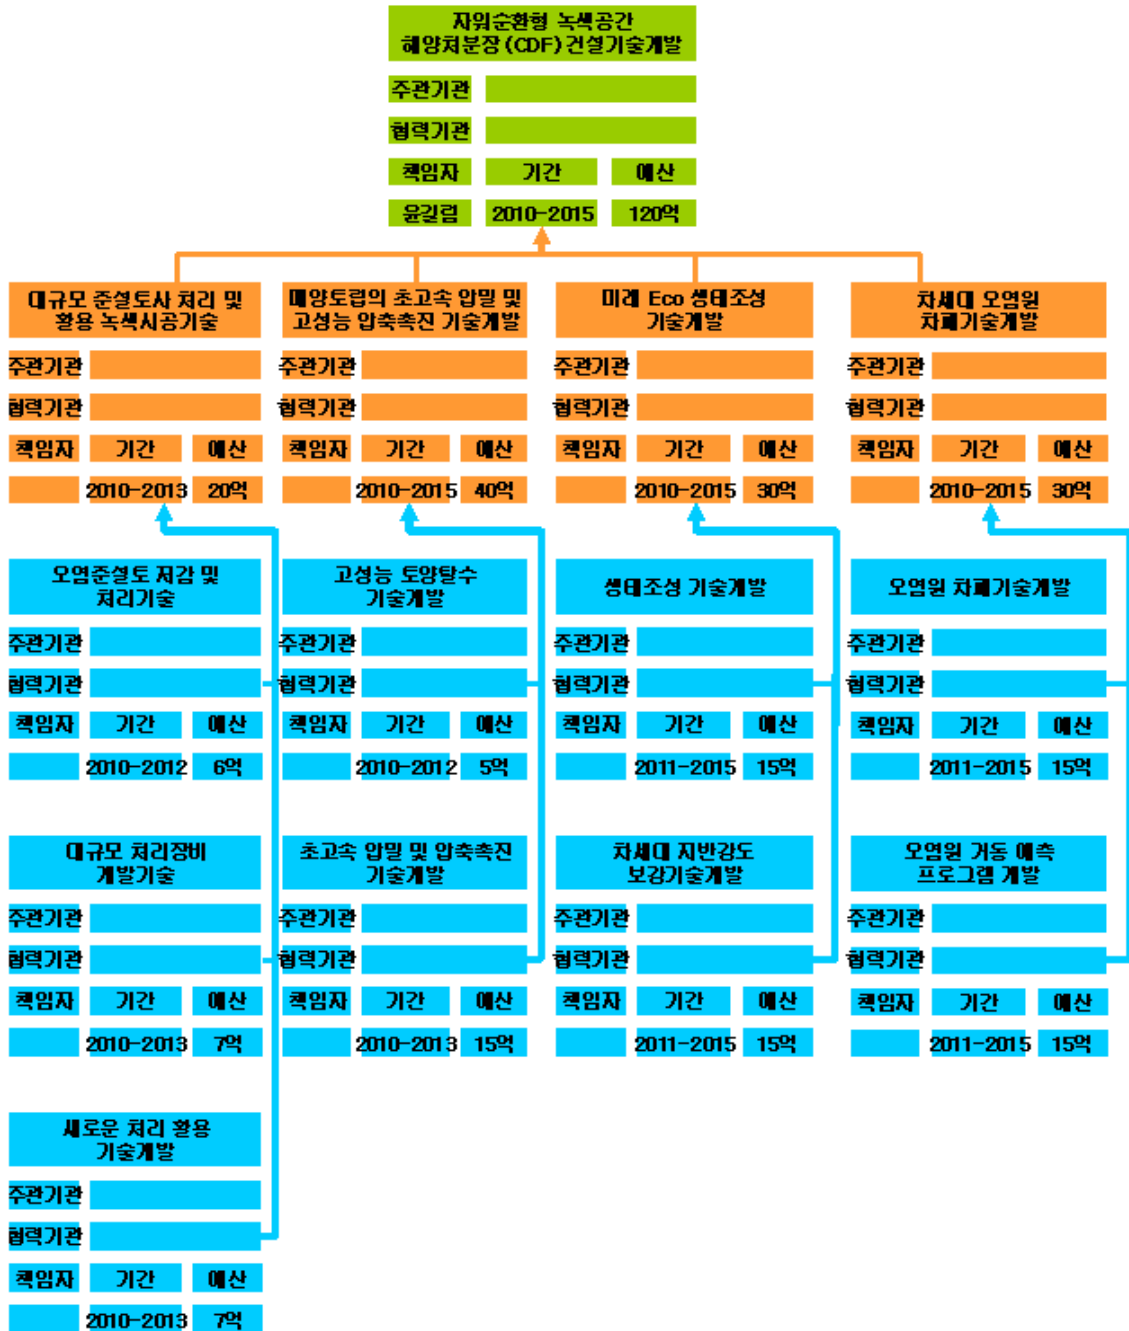 자원순환형 녹색공간
해양처분장(CDF)건설기술개발
주관기관
협력기관
책임자 기간 예산
윤길림 2010-2015 120억
대규모 준설토사 처리 및
활용 녹색시공기술
주관기관
협력기관
책임자 기간 예산
2010-2013 20억
해양토립의 초고속 압밀 및
고성능 압축촉진 기술개발
주관기관
협력기관
책임자 기간 예산
2010-2015 40억
미래 Eco 생태조성
기술개발
주관기관
협력기관
책임자 기간 예산
2010-2015 30억
차세대 오염원
차폐기술개발
주관기관
협력기관
책임자 기간 예산
2010-2015 30억
오염준설토 저감 및
처리기술
주관기관
협력기관
책임자 기간 예산
2010-2012 6억
고성능 토양탈수
기술개발
주관기관
협력기관
책임자 기간 예산
2010-2012 5억
생태조성 기술개발
주관기관
협력기관
책임자 기간 예산
2011-2015 15억
오염원 차폐기술개발
주관기관
협력기관
책임자 기간 예산
2011-2015 15억
대규모 처리장비
개발기술
주관기관
협력기관
책임자 기간 예산
2010-2013 7억
초고속 압밀 및 압축촉진
기술개발
주관기관
협력기관
책임자 기간 예산
2010-2013 15억
차세대 지반강도
보강기술개발
주관기관
협력기관
책임자 기간 예산
2011-2015 15억
오염원 거동 예측
프로그램 개발
주관기관
협력기관
책임자 기간 예산
2011-2015 15억
새로운 처리 활용
기술개발
주관기관
협력기관
책임자 기간 예산
2010-2013 7억